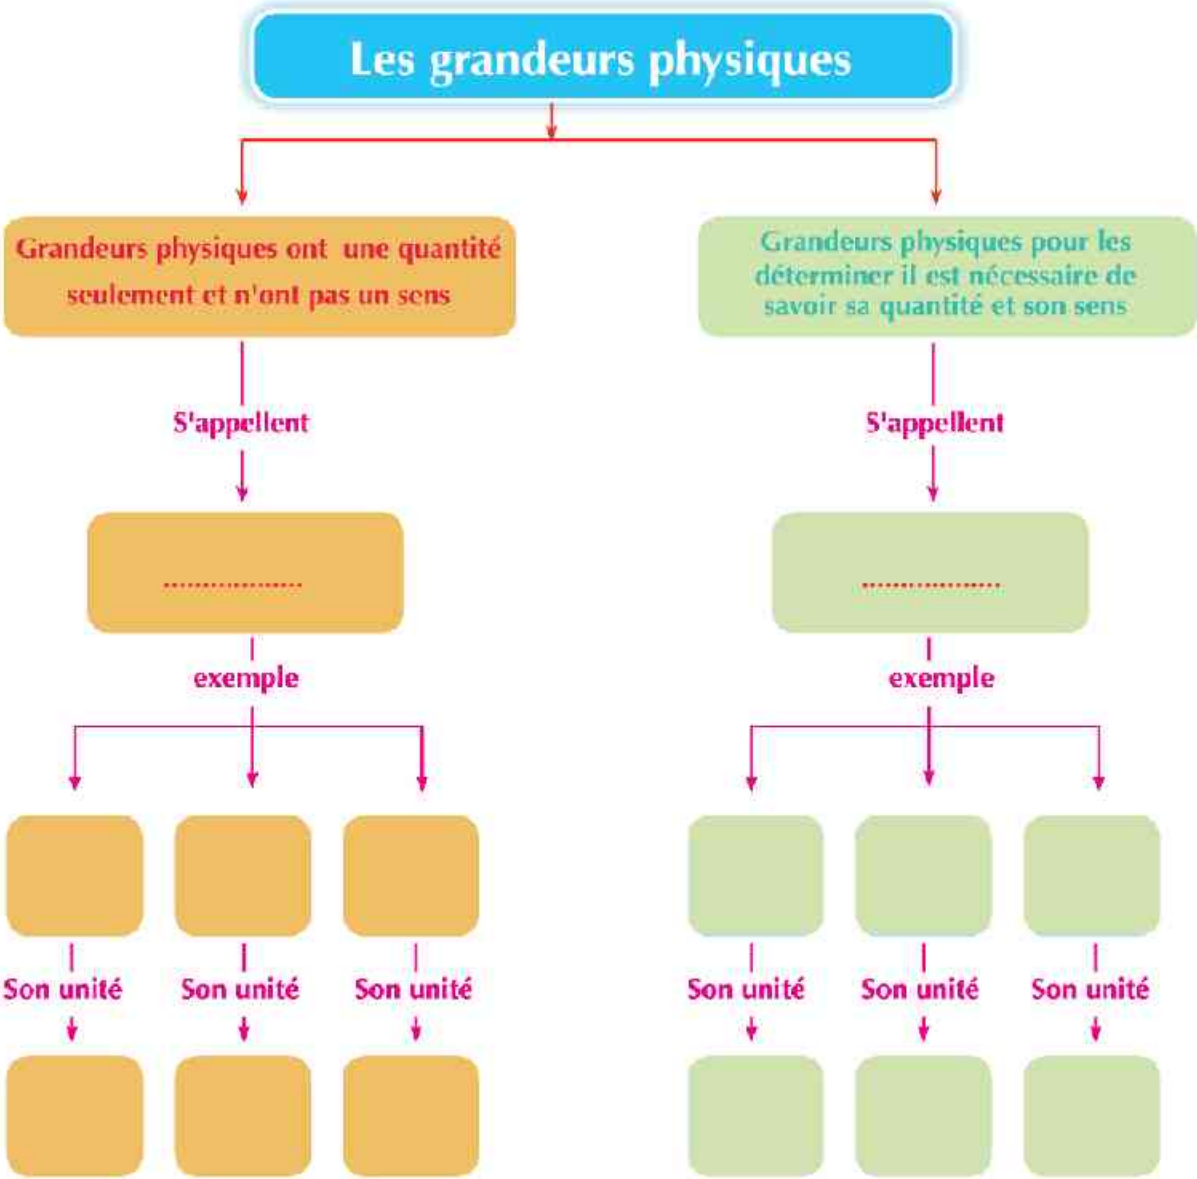 Les grandeurs physiques
Grandeurs physiques ont une quantité
seulement et n'ont pas un sens
Grandeurs physiques pour les
déterminer il est nécessaire de
savoir sa quantité et son sens
S'appellent
S'appellent
..................
..................
exemple
exemple
Son unité
Son unité
Son unité
Son unité
Son unité
Son unité